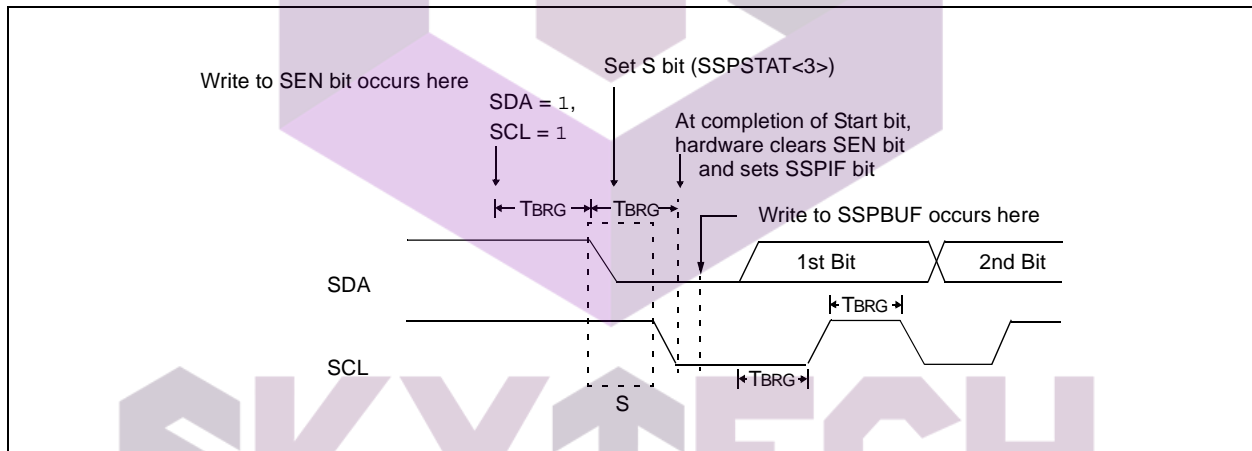 Set S bit (SSPSTAT<3>)
Write to SEN bit occurs here
SDA = 1,
SCL = 1
At completion of Start bit,
hardware clears SEN bit
and sets SSPIF bit
TBRG
TBRG
Write to SSPBUF occurs here
1st Bit
2nd Bit
SDA
TBRG
SCL
TBRG
S
SKYTECH